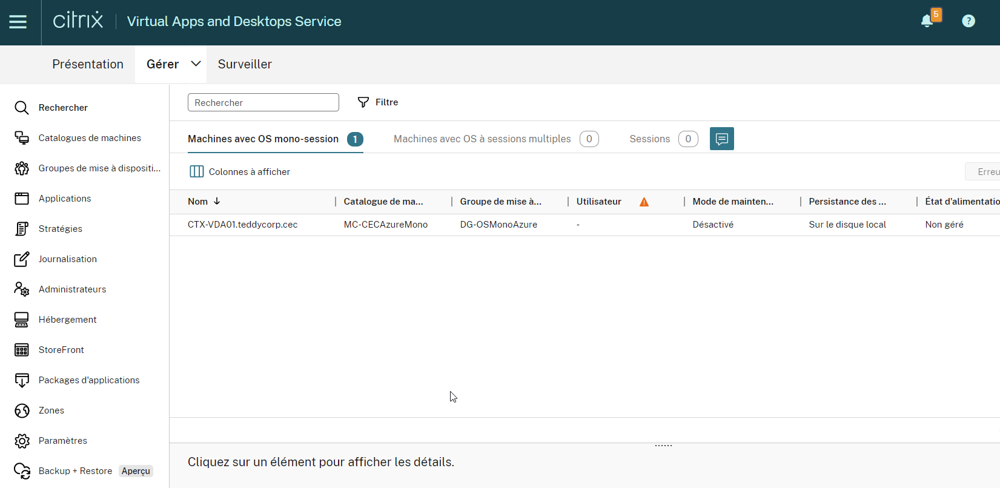 citrix Virtual Apps and Desktops Service 5 ?
Présentation Gérer Surveiller
Rechercher
Catalogues de machines
Groupes de mise à dispositi...
Applications
Stratégies
Journalisation
Administrateurs
Hébergement
StoreFront
Packages d'applications
Zones
Paramètres
Backup + Restore Aperçu
Rechercher Filtre
Machines avec OS mono-session 1 Machines avec OS à sessions multiples 0 Sessions 0
Colonnes à afficher Erreu
Nom Catalogue de ma... Groupe de mise à... Utilisateur Mode de mainten... Persistance des ... État d'alimentatio
CTX-VDA01.teddycorp.cec MC-CECAzureMono DG-OSMonoAzure - Désactivé Sur le disque local Non géré
Cliquez sur un élément pour afficher les détails.